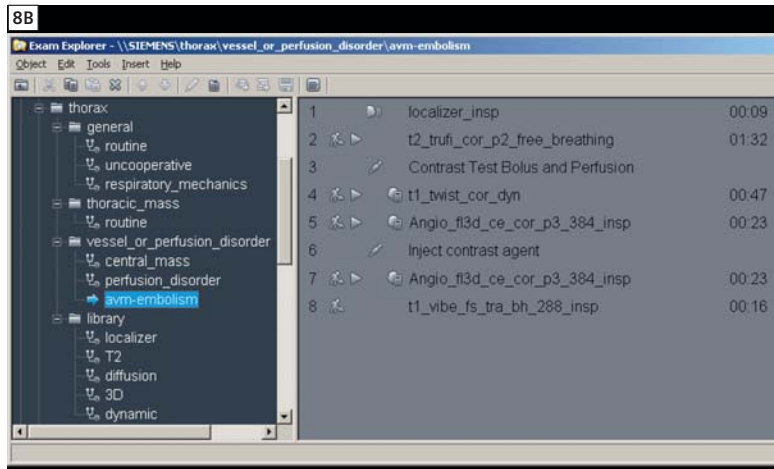 8B
Exam Explorer - \\SIEMENS\thorax\vessel_or_perfusion_disorder\avm-embolism
Object Edit Tools Insert Help
thorax
general
routine
uncooperative
respiratory_mechanics
thoracic_mass
routine
vessel_or_perfusion_disorder
central_mass
perfusion_disorder
avm-embolism
library
localizer
T2
diffusion
3D
dynamic
1 localizer_insp 00:09
2 t2_trufi_cor_p2_free_breathing 01:32
3 Contrast Test Bolus and Perfusion
4 t1_twist_cor_dyn 00:47
5 Angio_fl3d_ce_cor_p3_384_insp 00:23
6 Inject contrast agent
7 Angio_fl3d_ce_cor_p3_384_insp 00:23
8 t1_vibe_fs_tra_bh_288_insp 00:16